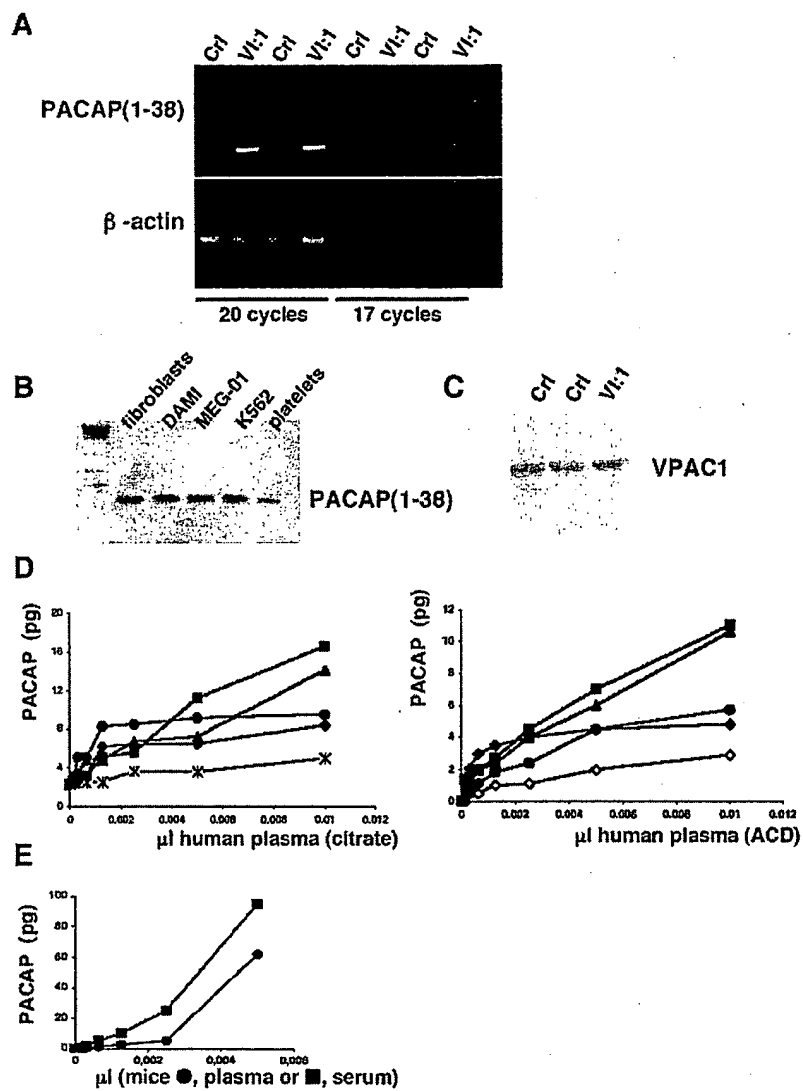 A
Crl VI:1 Crl VI:1 Crl VI:1 Crl VI:1
PACAP(1-38)
β -actin
20 cycles 17 cycles
B
fibroblasts DAMI MEG-01 K562 platelets
PACAP(1-38)
C
Crl Crl VI:1
VPAC1
D
PACAP (pg)
20
16
12
8
4
0
0 0.002 0.004 0.006 0.008 0.01 0.012
µl human plasma (citrate)
PACAP (pg)
12
10
8
6
4
2
0
0 0.002 0.004 0.006 0.008 0.01 0.012
µl human plasma (ACD)
E
PACAP (pg)
100
80
60
40
20
0
0 0,002 0,004 0,006
µl (mice ●, plasma or ■, serum)